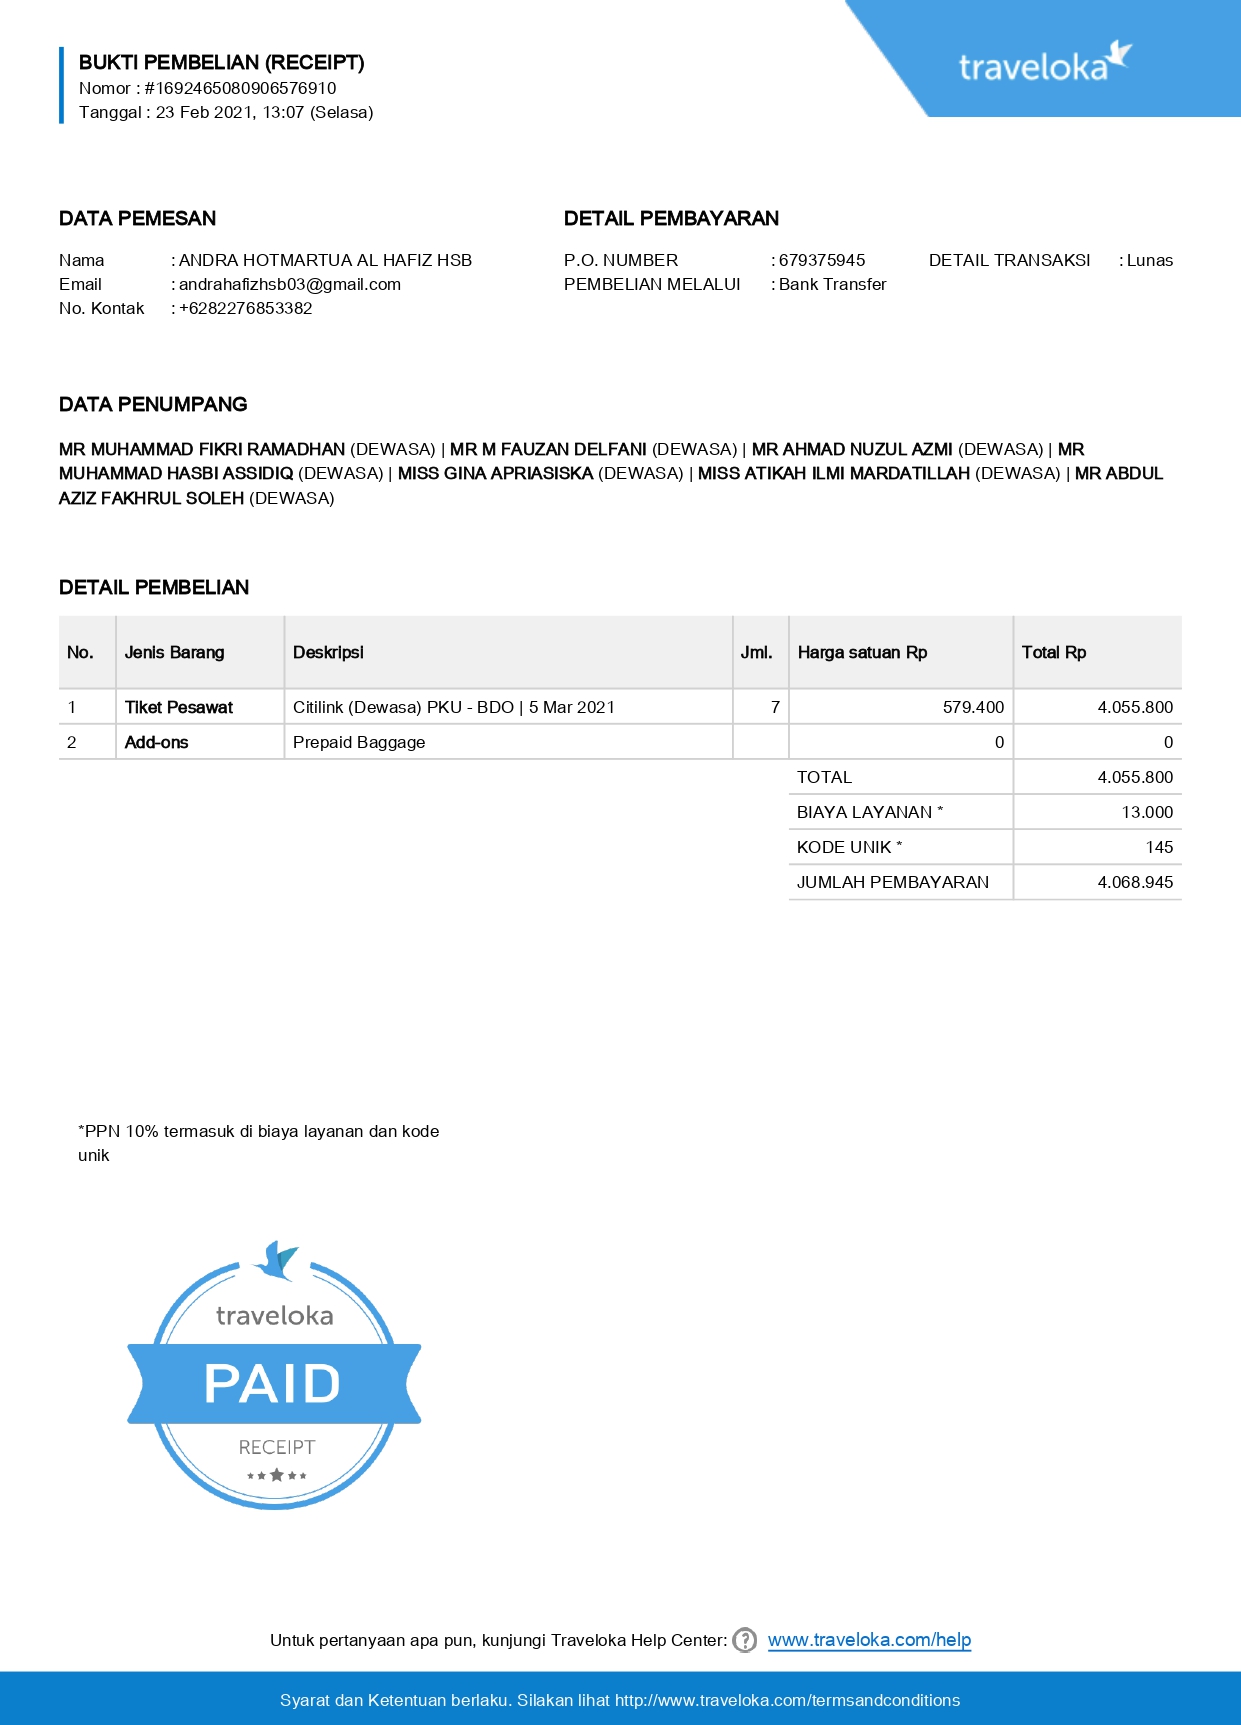 BUKTI PEMBELIAN (RECEIPT)
Nomor : #1692465080906576910
Tanggal : 23 Feb 2021, 13:07 (Selasa)
traveloka
DATA PEMESAN
Nama : ANDRA HOTMARTUA AL HAFIZ HSB
Email : andrahafizhsb03@gmail.com
No. Kontak : +6282276853382
DETAIL PEMBAYARAN
P.O. NUMBER : 679375945 DETAIL TRANSAKSI : Lunas
PEMBELIAN MELALUI : Bank Transfer
DATA PENUMPANG
MR MUHAMMAD FIKRI RAMADHAN (DEWASA) | MR M FAUZAN DELFANI (DEWASA) | MR AHMAD NUZUL AZMI (DEWASA) | MR
MUHAMMAD HASBI ASSIDIQ (DEWASA) | MISS GINA APRIASISKA (DEWASA) | MISS ATIKAH ILMI MARDATILLAH (DEWASA) | MR ABDUL
AZIZ FAKHRUL SOLEH (DEWASA)
DETAIL PEMBELIAN
No. Jenis Barang Deskripsi Jml. Harga satuan Rp Total Rp
1 Tiket Pesawat Citilink (Dewasa) PKU - BDO | 5 Mar 2021 7 579.400 4.055.800
2 Add-ons Prepaid Baggage 0 0
TOTAL 4.055.800
BIAYA LAYANAN * 13.000
KODE UNIK * 145
JUMLAH PEMBAYARAN 4.068.945
*PPN 10% termasuk di biaya layanan dan kode
unik
traveloka
PAID
RECEIPT
Untuk pertanyaan apa pun, kunjungi Traveloka Help Center: ? www.traveloka.com/help
Syarat dan Ketentuan berlaku. Silakan lihat http://www.traveloka.com/termsandconditions